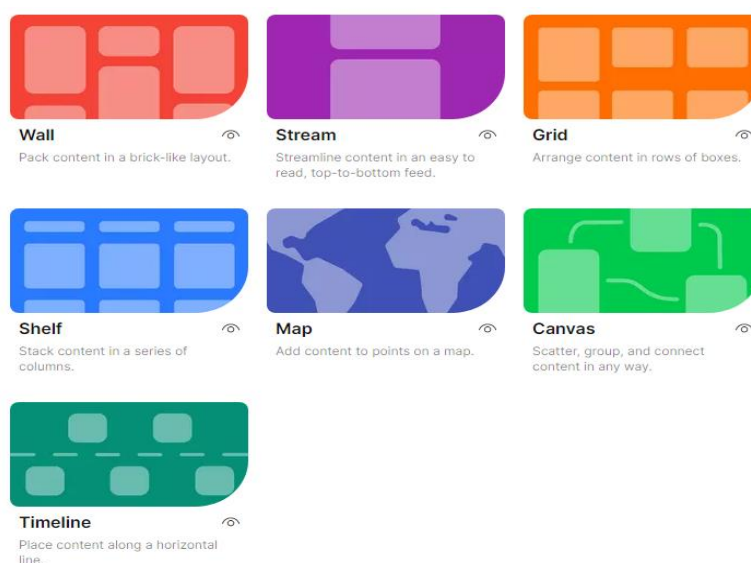 Wall
Pack content in a brick-like layout.
Stream
Streamline content in an easy to
read, top-to-bottom feed.
Grid
Arrange content in rows of boxes.
Shelf
Stack content in a series of
columns.
Map
Add content to points on a map.
Canvas
Scatter, group, and connect
content in any way.
Timeline
Place content along a horizontal
line.